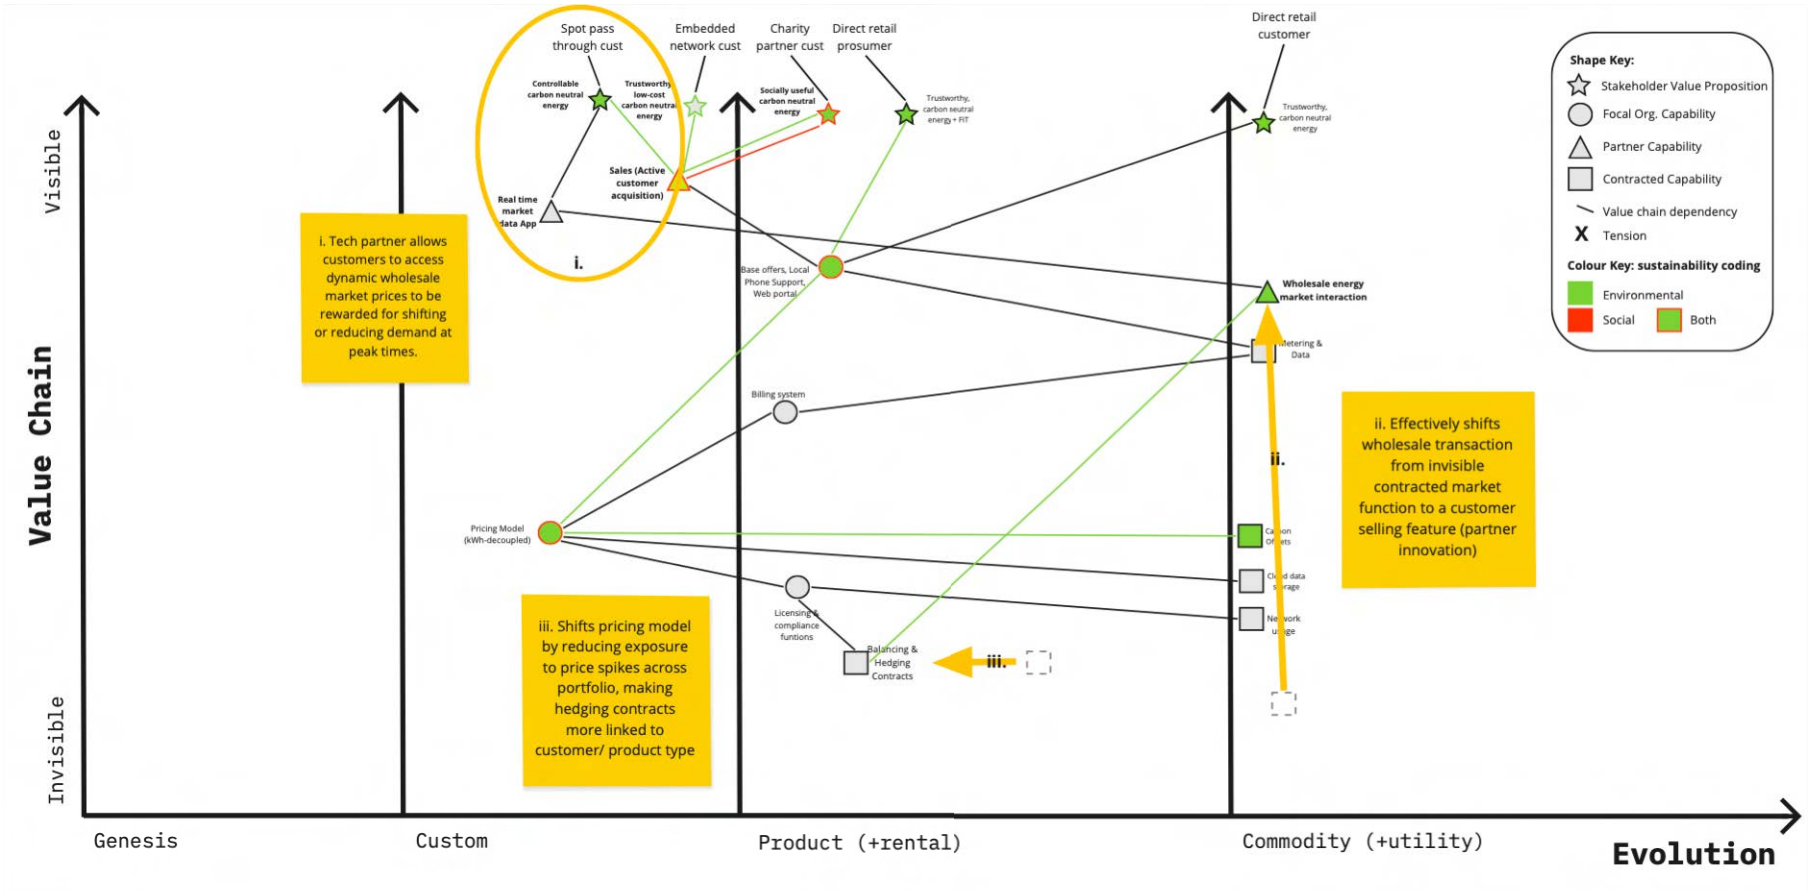 Spot pass
through cust
Embedded
network cust
Charity
partner cust
Direct retail
prosumer
Direct retail
customer
Controllable
carbon neutral
energy
Trustworthy
low-cost
carbon neutral
energy
Socially useful
carbon neutral
energy
Trustworthy,
carbon neutral
energy + FiT
Trustworthy,
carbon neutral
energy
Sales (Active
customer
acquisition)
Real time
market
data App
i.
Base offers, Local
Phone Support,
Web portal
Wholesale energy
market interaction
Metering &
Data
Billing system
ii.
Pricing Model
(kWh-decoupled)
Carbon
Offsets
Cloud data
storage
Network
usage
Licensing &
compliance
funtions
Balancing &
Hedging
Contracts
iii.
i. Tech partner allows
customers to access
dynamic wholesale
market prices to be
rewarded for shifting
or reducing demand at
peak times.
ii. Effectively shifts
wholesale transaction
from invisible
contracted market
function to a customer
selling feature (partner
innovation)
iii. Shifts pricing model
by reducing exposure
to price spikes across
portfolio, making
hedging contracts
more linked to
customer/ product type
Shape Key:
Stakeholder Value Proposition
Focal Org. Capability
Partner Capability
Contracted Capability
Value chain dependency
X Tension
Colour Key: sustainability coding
Environmental
Social
Both
Visible
Value Chain
Invisible
Genesis
Custom
Product (+rental)
Commodity (+utility)
Evolution